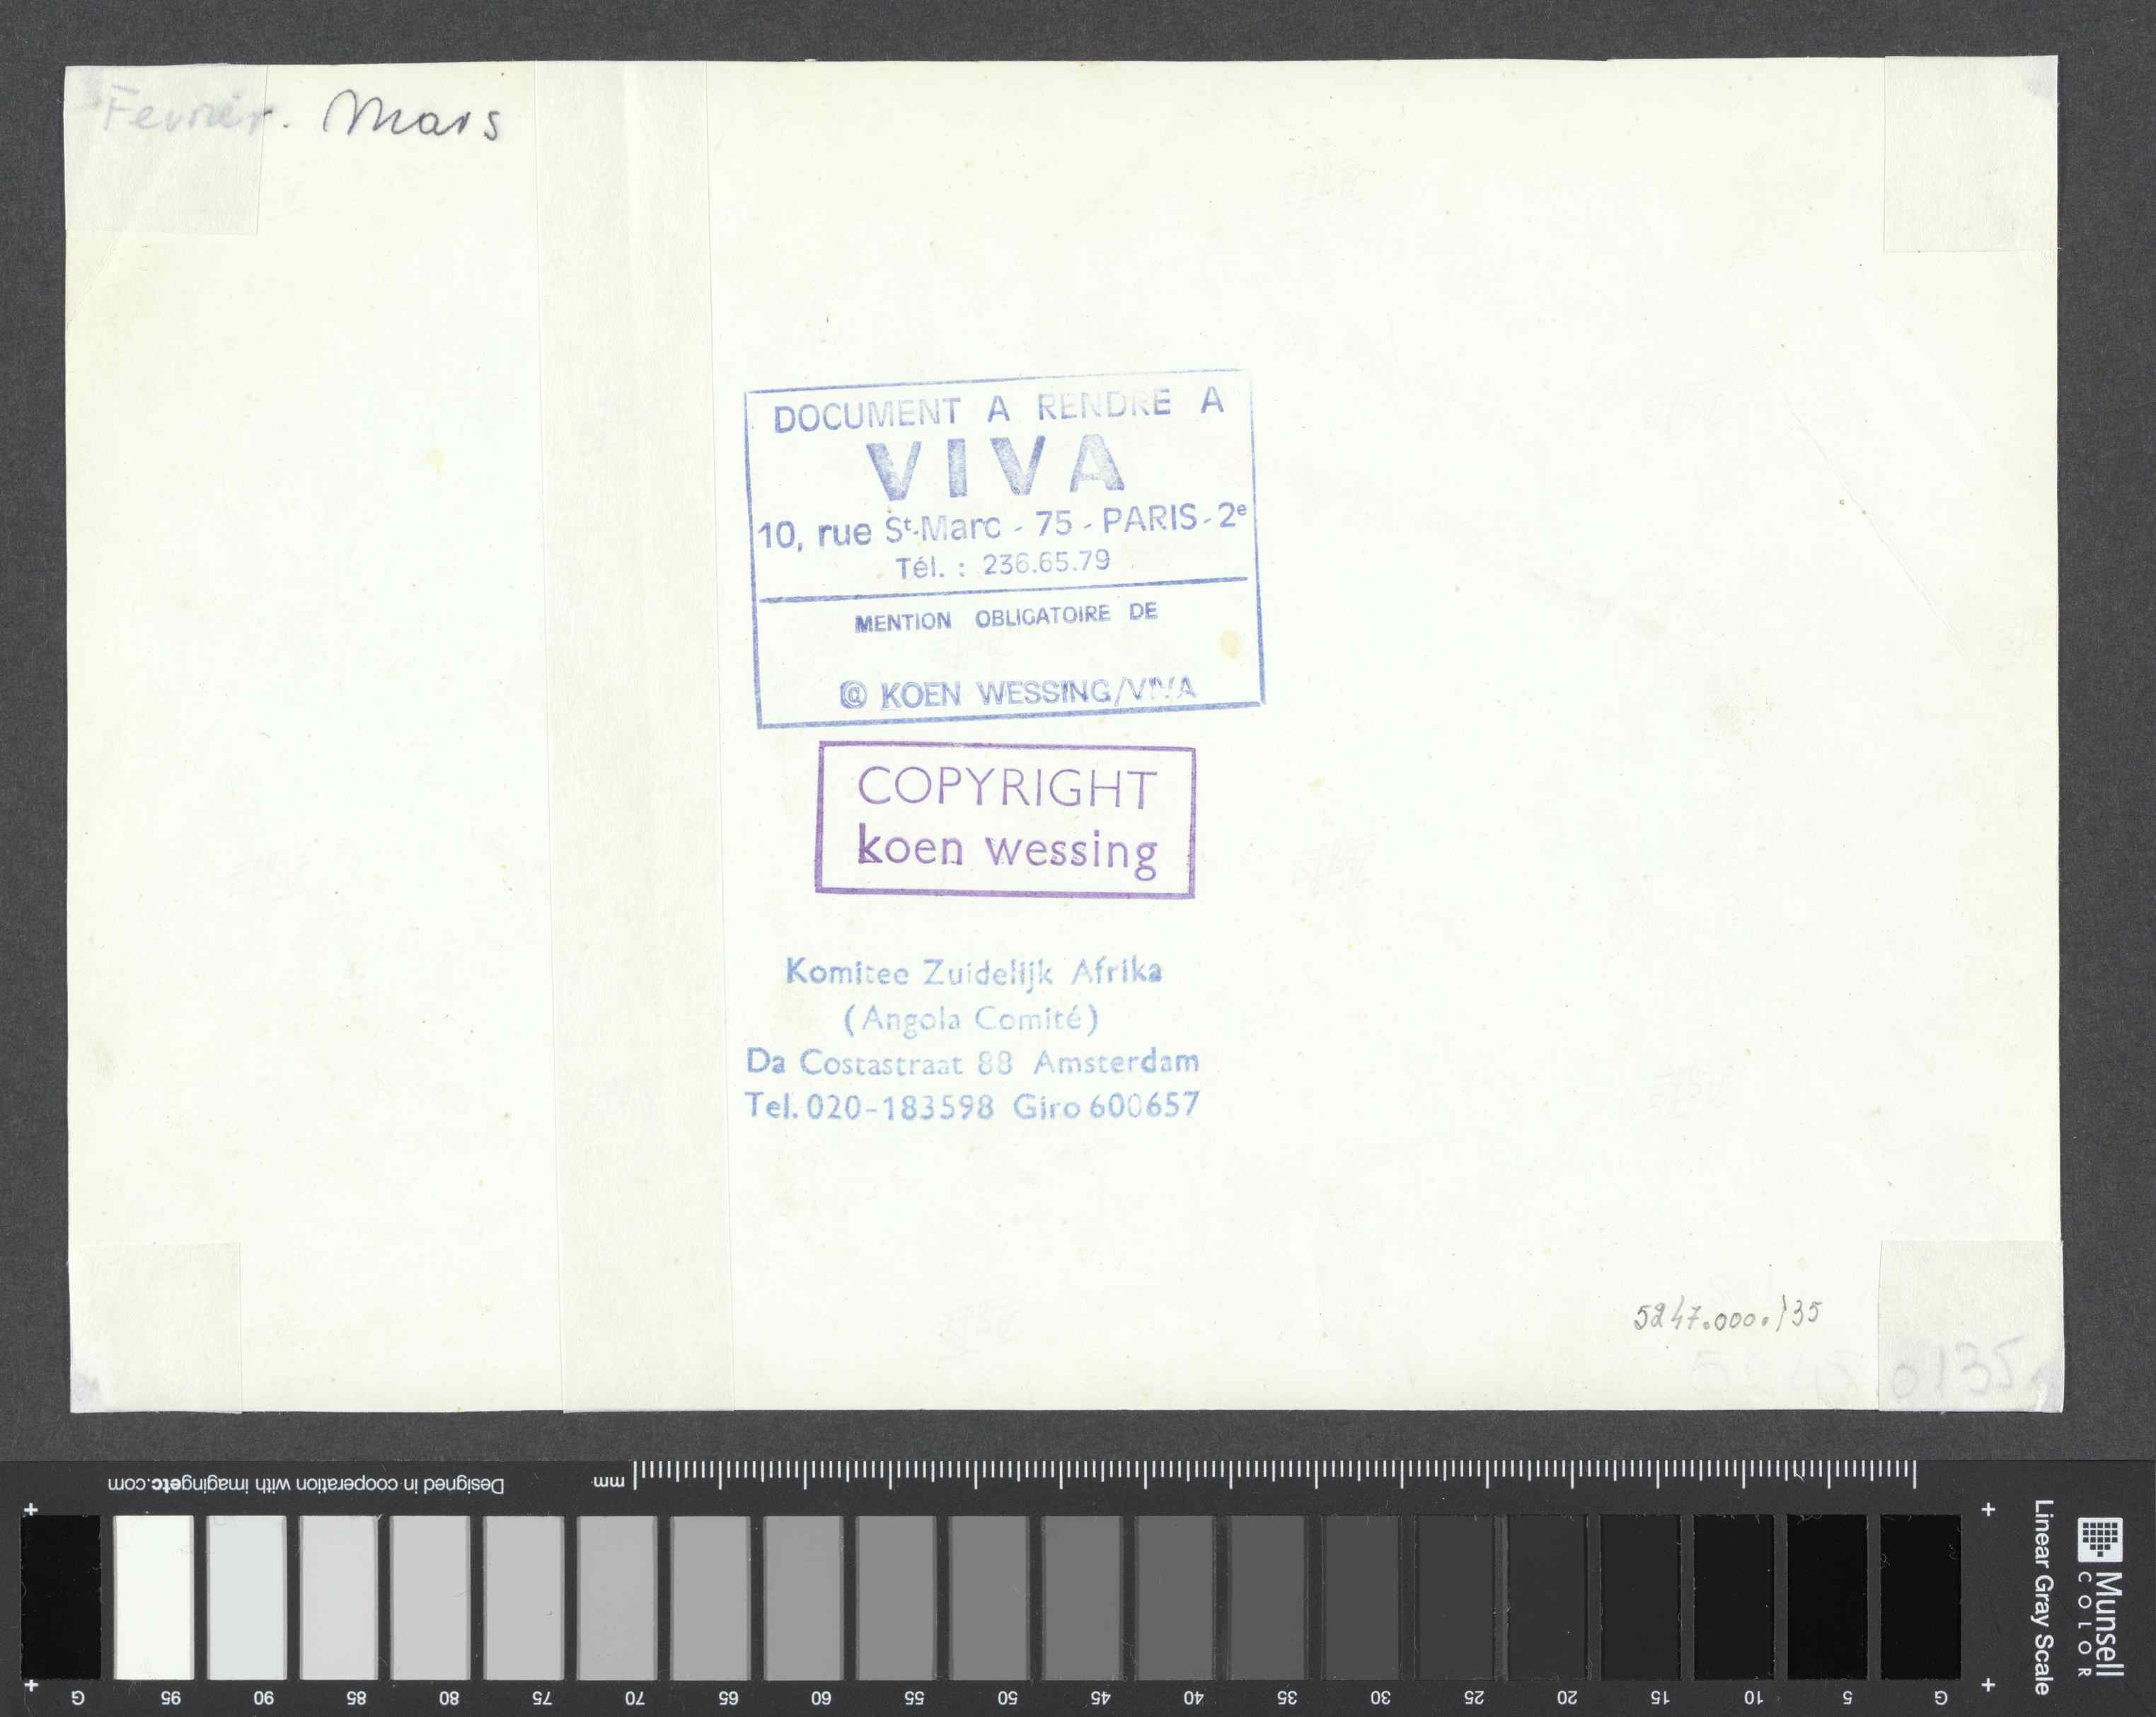 Fevrier. Mars
DOCUMENT A RENDRE A
VIVA
10, rue St-Marc - 75 - PARIS - 2e
Tél. : 236.65.79
MENTION OBLIGATOIRE DE
@ KOEN WESSING/VIVA
COPYRIGHT
koen wessing
Komitee Zuidelijk Afrika
(Angola Comité)
Da Costastraat 88 Amsterdam
Tel. 020-183598 Giro 600657
5247.000./35
Designed in cooperation with imagingetc.com
mm
G 95 90 85 80 75 70 65 60 55 50 45 40 35 30 25 20 15 10 5 G
Linear Gray Scale
Munsell
COLOR